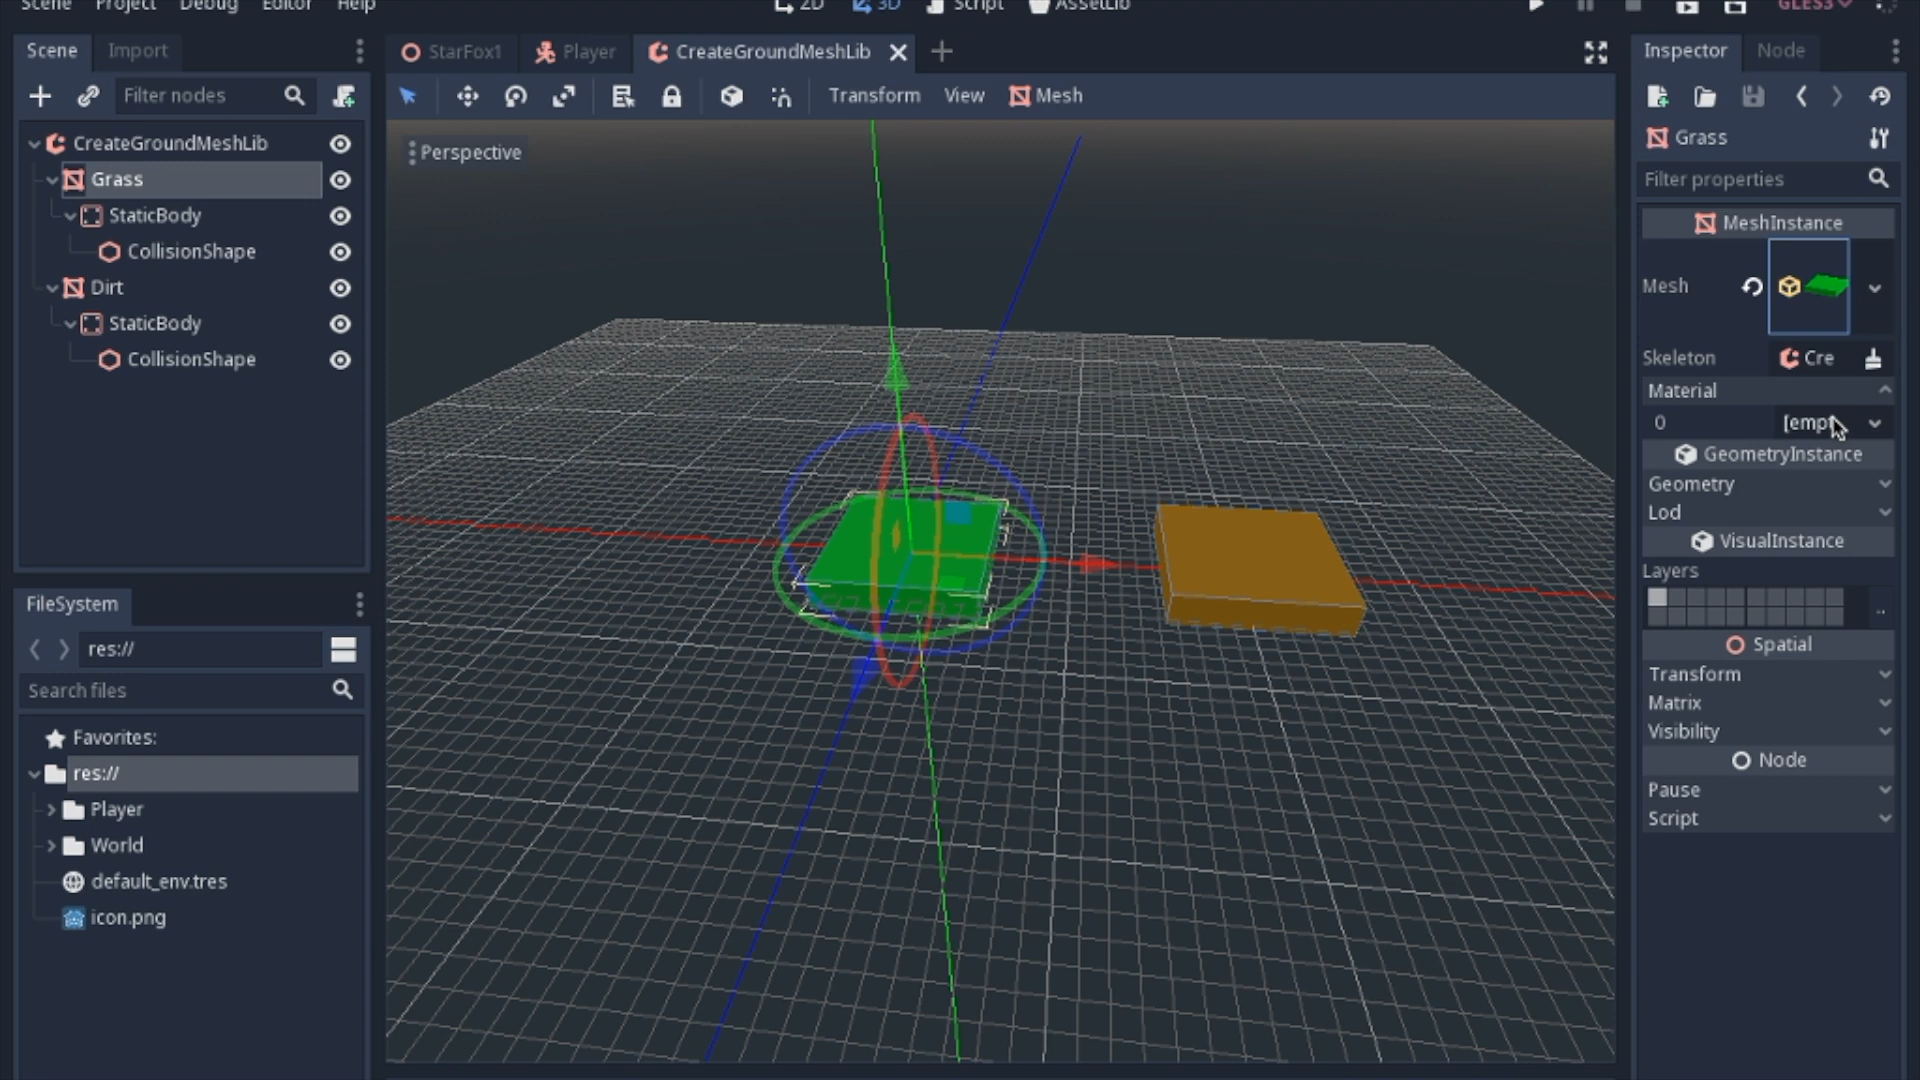 Scene Project Debug Editor Help
2D 3D Script AssetLib
GLES3
Scene Import
StarFox1 Player CreateGroundMeshLib
Inspector Node
Filter nodes
Transform View Mesh
CreateGroundMeshLib
Grass
StaticBody
CollisionShape
Dirt
StaticBody
CollisionShape
Perspective
Grass
Filter properties
MeshInstance
Mesh
Skeleton Cre
Material
0 [empt
GeometryInstance
Geometry
Lod
VisualInstance
Layers
..
Spatial
Transform
Matrix
Visibility
Node
Pause
Script
FileSystem
res://
Search files
Favorites:
res://
Player
World
default_env.tres
icon.png